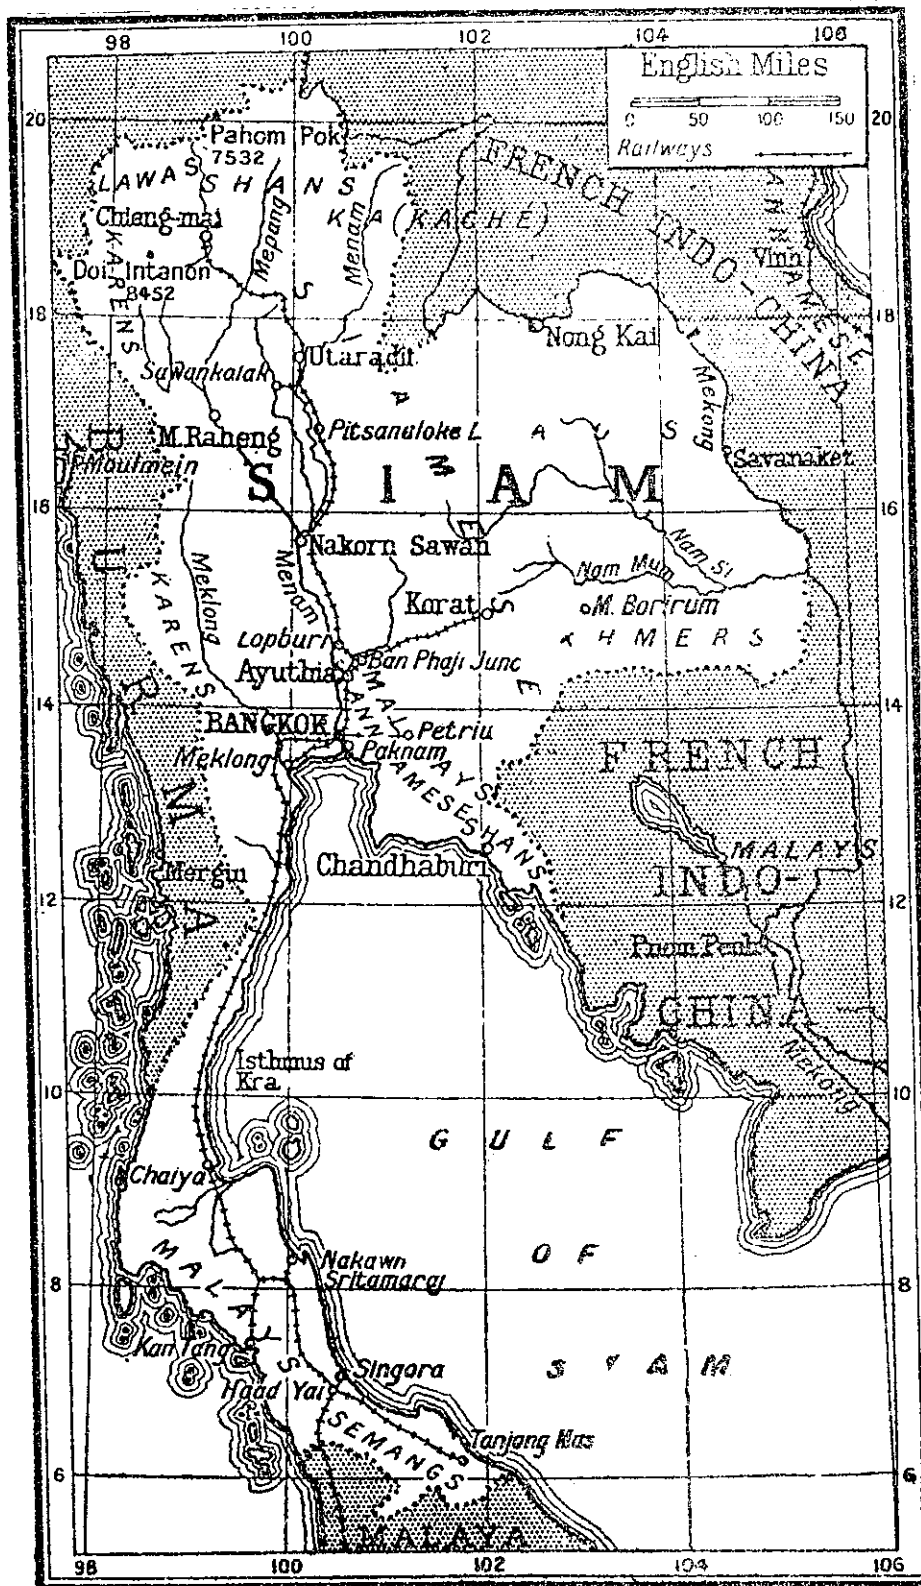 98 100 102 104 106
English Miles
0 50 100 150
Railways
20 20
Pahom Pok
7532
LAWAS
SHANS
KA (KACHÉ)
FRENCH INDO-CHINA
ANNAMESE
Chieng-mai
KARENS
Mepang
Menam
Doi Intanon
8452
Vinh
18 18
Nong Kai
Utaradit
Sawankalak
SIAMESE
Mekong
M. Raheng
Pitsanuloke
LAUS
Savanaket
BURMA
Moulmein
SIAM
16 16
Nakorn Sawan
Nam Si
Nam Mun
Meklong
KARENS
Menam
Korat
M. Borirum
Lopburi
KHMERS
Ban Phaji Junc
Ayuthia
14 14
MALAYS
ANNAMESE
SHANS
BANGKOK
Petriu
Paknam
Meklong
FRENCH
INDO-
CHINA
MALAYS
Mergui
Chandhaburi
12 12
Pnom Penh
Isthmus of
Kra
Mekong
10 10
GULF
OF
SIAM
Chaiya
MALAYS
Nakawn
Sritamaraj
8 8
Kan Tang
Singora
Haad Yai
SEMANGS
Tanjong Mas
6 6
MALAYA
98 100 102 104 106